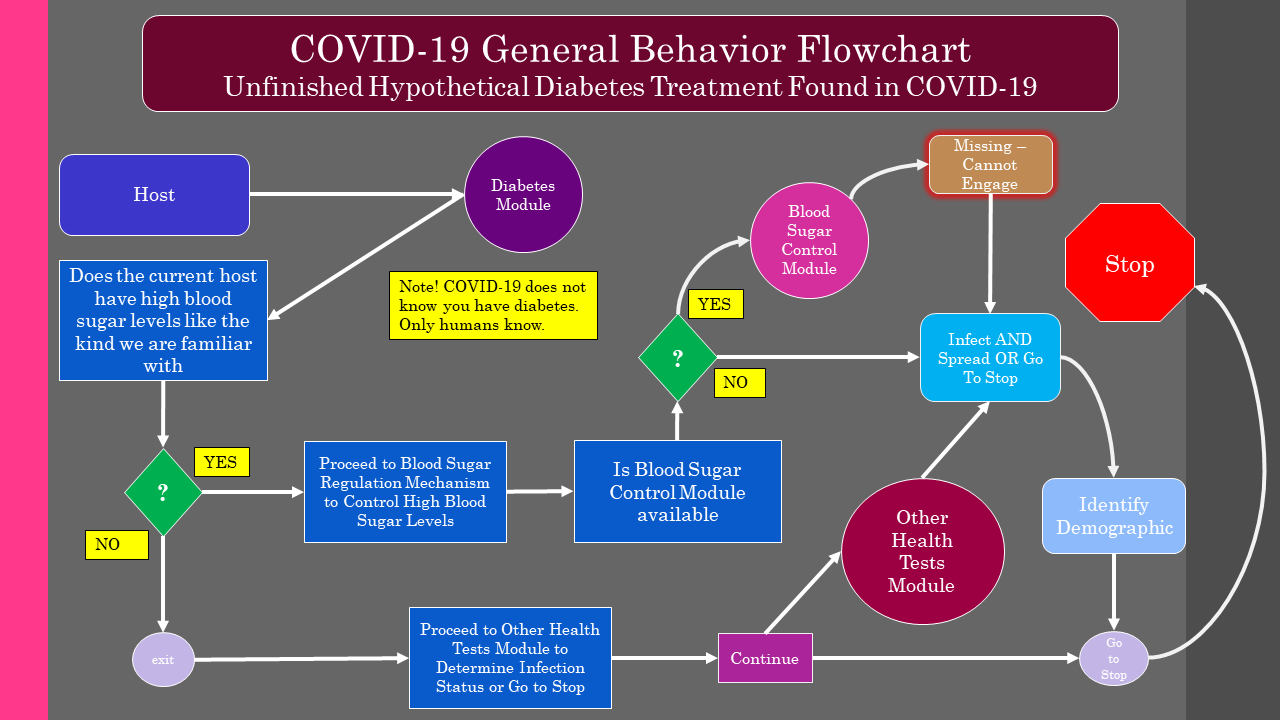 COVID-19 General Behavior Flowchart
Unfinished Hypothetical Diabetes Treatment Found in COVID-19
Host
Diabetes
Module
Missing –
Cannot
Engage
Blood
Sugar
Control
Module
Stop
Does the current host
have high blood
sugar levels like the
kind we are familiar
with
Note! COVID-19 does not
know you have diabetes.
Only humans know.
YES
?
NO
Infect AND
Spread OR Go
To Stop
YES
?
NO
Proceed to Blood Sugar
Regulation Mechanism
to Control High Blood
Sugar Levels
Is Blood Sugar
Control Module
available
Other
Health
Tests
Module
Identify
Demographic
exit
Proceed to Other Health
Tests Module to
Determine Infection
Status or Go to Stop
Continue
Go
to
Stop